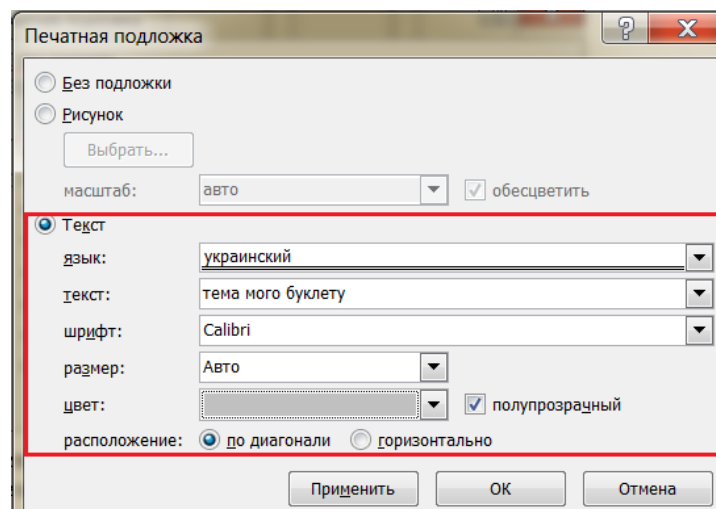 Печатная подложка
Без подложки
Рисунок
Выбрать...
масштаб: авто обесцветить
Текст
язык: украинский
текст: тема мого буклету
шрифт: Calibri
размер: Авто
цвет: полупрозрачный
расположение: по диагонали горизонтально
Применить ОК Отмена